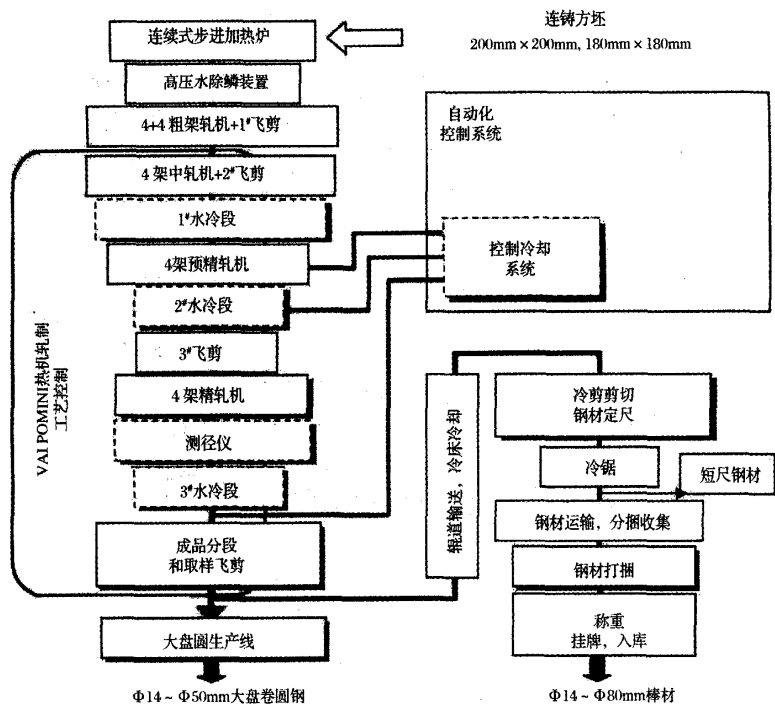 连铸方坯
200mm×200mm, 180mm×180mm
连续式步进加热炉
高压水除鳞装置
4+4 粗架轧机+1#飞剪
4 架中轧机+2#飞剪
1#水冷段
4架预精轧机
2#水冷段
3#飞剪
4 架精轧机
测径仪
3#水冷段
成品分段
和取样飞剪
大盘圆生产线
Φ14～Φ50mm大盘卷圆钢
VAI POMINI热机轧制
工艺控制
自动化
控制系统
控制冷却
系统
辊道输送，冷床冷却
冷剪剪切
钢材定尺
冷锯
短尺钢材
钢材运输，分捆收集
钢材打捆
称重
挂牌，入库
Φ14～Φ80mm棒材